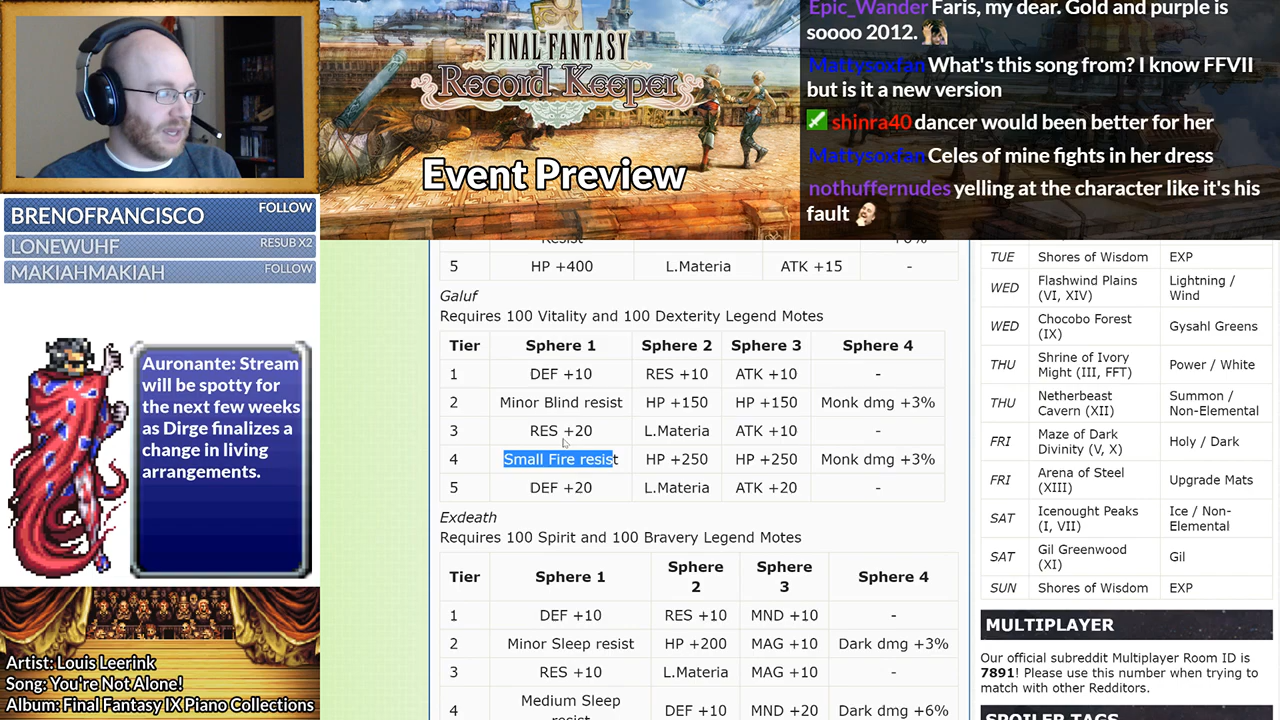 BRENOFRANCISCO FOLLOW
LONEWUHF RESUB X2
MAKIAHMAKIAH FOLLOW
Auronante: Stream
will be spotty for
the next few weeks
as Dirge finalizes a
change in living
arrangements.
Artist: Louis Leerink
Song: You're Not Alone!
Album: Final Fantasy IX Piano Collections
FINAL FANTASY
Record Keeper
Event Preview
Epic_Wander Faris, my dear. Gold and purple is
soooo 2012.
Mattysoxfan What's this song from? I know FFVII
but is it a new version
shinra40 dancer would been better for her
Mattysoxfan Celes of mine fights in her dress
nothuffernudes yelling at the character like it's his
fault
Resist
5 HP +400 L.Materia ATK +15 -
Galuf
Requires 100 Vitality and 100 Dexterity Legend Motes
Tier Sphere 1 Sphere 2 Sphere 3 Sphere 4
1 DEF +10 RES +10 ATK +10 -
2 Minor Blind resist HP +150 HP +150 Monk dmg +3%
3 RES +20 L.Materia ATK +10 -
4 Small Fire resist HP +250 HP +250 Monk dmg +3%
5 DEF +20 L.Materia ATK +20 -
Exdeath
Requires 100 Spirit and 100 Bravery Legend Motes
Tier Sphere 1 Sphere 2 Sphere 3 Sphere 4
1 DEF +10 RES +10 MND +10 -
2 Minor Sleep resist HP +200 MAG +10 Dark dmg +3%
3 RES +10 L.Materia MAG +10 -
4 Medium Sleep resist DEF +10 MND +20 Dark dmg +6%
TUE Shores of Wisdom EXP
WED Flashwind Plains (VI, XIV) Lightning / Wind
WED Chocobo Forest (IX) Gysahl Greens
THU Shrine of Ivory Might (III, FFT) Power / White
THU Netherbeast Cavern (XII) Summon / Non-Elemental
FRI Maze of Dark Divinity (V, X) Holy / Dark
FRI Arena of Steel (XIII) Upgrade Mats
SAT Icenought Peaks (I, VII) Ice / Non-Elemental
SAT Gil Greenwood (XI) Gil
SUN Shores of Wisdom EXP
MULTIPLAYER
Our official subreddit Multiplayer Room ID is
7891! Please use this number when trying to
match with other Redditors.
SPOILER TAGS